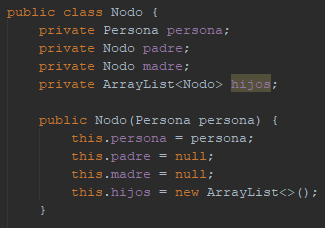 public class Nodo {
private Persona persona;
private Nodo padre;
private Nodo madre;
private ArrayList<Nodo> hijos;
public Nodo(Persona persona) {
this.persona = persona;
this.padre = null;
this.madre = null;
this.hijos = new ArrayList<>();
}